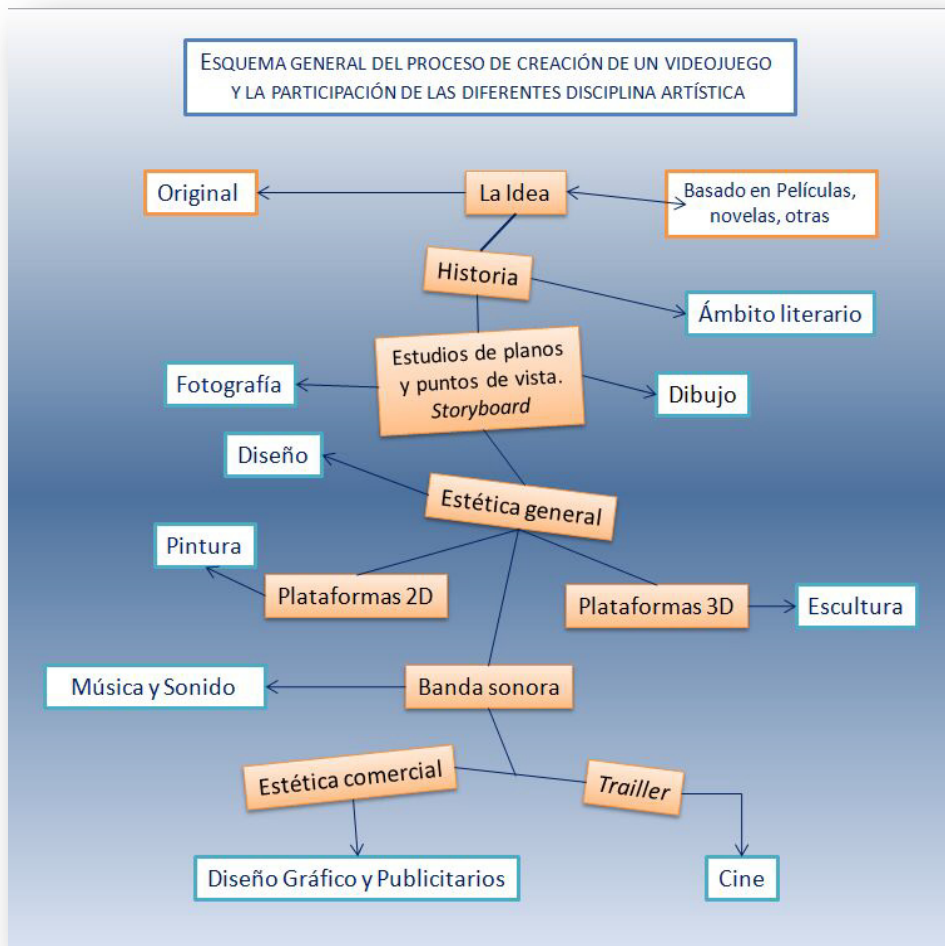 ESQUEMA GENERAL DEL PROCESO DE CREACIÓN DE UN VIDEOJUEGO
Y LA PARTICIPACIÓN DE LAS DIFERENTES DISCIPLINA ARTÍSTICA
Original
La Idea
Basado en Películas,
novelas, otras
Historia
Ámbito literario
Estudios de planos
y puntos de vista.
Storyboard
Fotografía
Dibujo
Diseño
Estética general
Pintura
Plataformas 2D
Plataformas 3D
Escultura
Música y Sonido
Banda sonora
Estética comercial
Trailler
Diseño Gráfico y Publicitarios
Cine